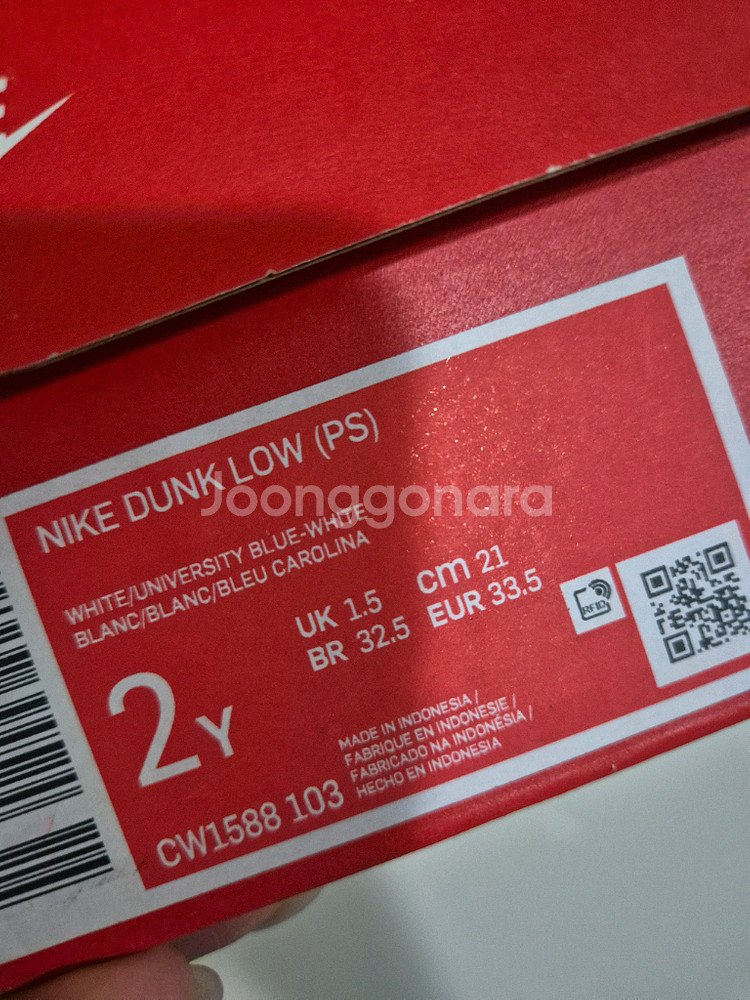 NIKE DUNK LOW (PS)
Joonggonara
WHITE/UNIVERSITY BLUE-WHITE
BLANC/BLANC/BLEU CAROLINA
UK 1.5 cm 21
BR 32.5 EUR 33.5
RFID
2Y
MADE IN INDONESIA /
FABRIQUE EN INDONESIE /
FABRICADO NA INDONÉSIA /
HECHO EN INDONESIA
CW1588 103